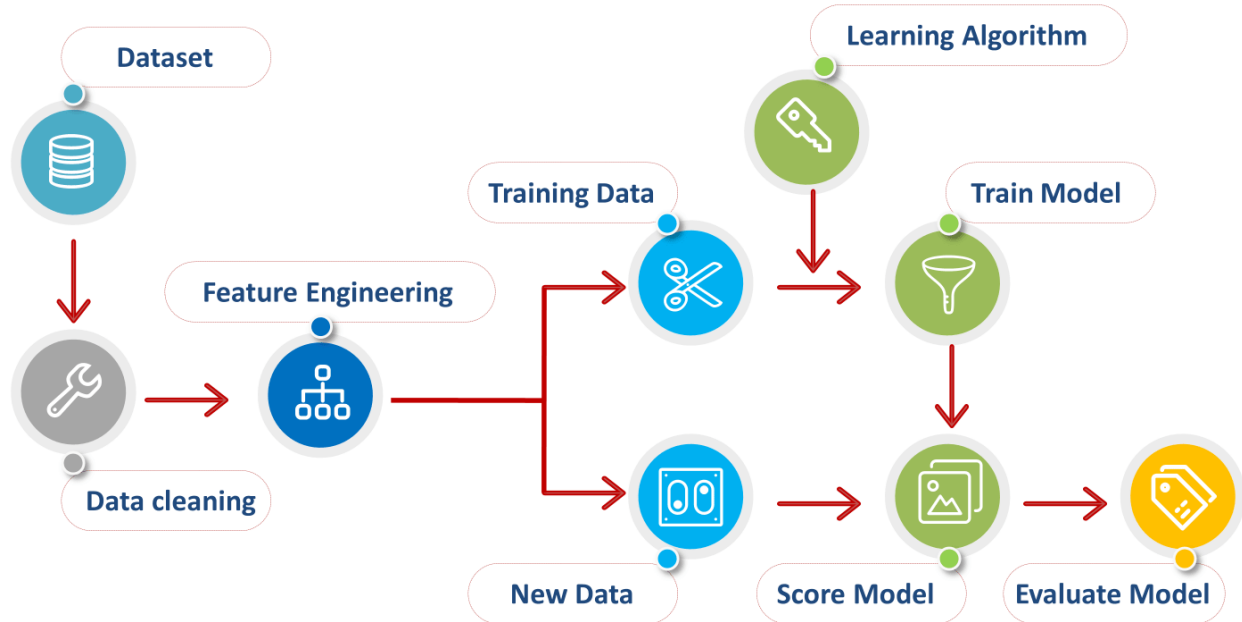 Dataset
Learning Algorithm
Training Data
Train Model
Feature Engineering
Data cleaning
New Data
Score Model
Evaluate Model